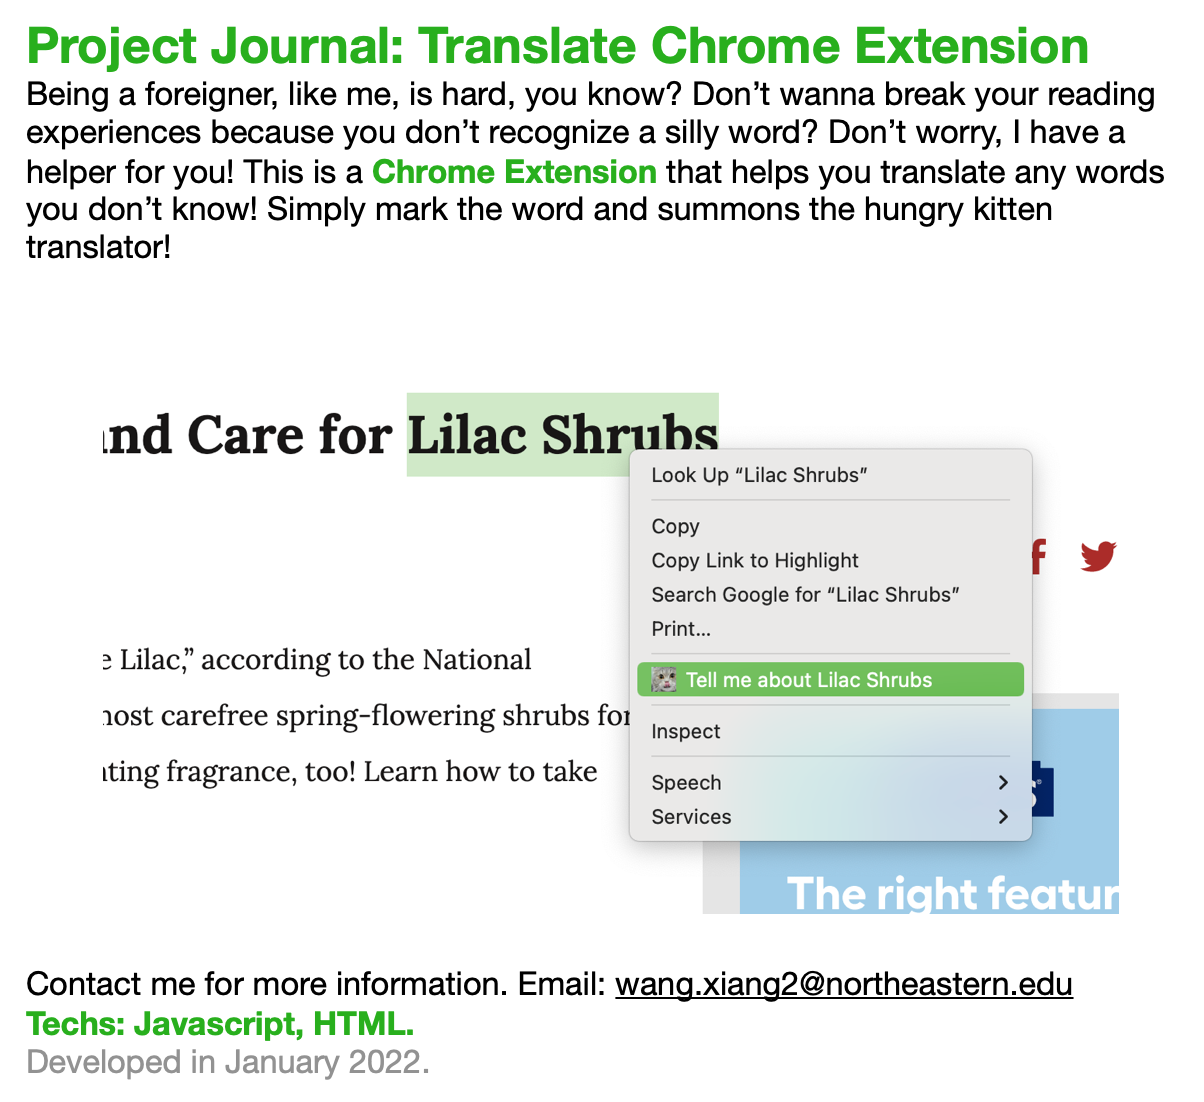 Project Journal: Translate Chrome Extension
Being a foreigner, like me, is hard, you know? Don’t wanna break your reading
experiences because you don’t recognize a silly word? Don’t worry, I have a
helper for you! This is a Chrome Extension that helps you translate any words
you don’t know! Simply mark the word and summons the hungry kitten
translator!
nd Care for Lilac Shrubs
Look Up “Lilac Shrubs”
Copy
Copy Link to Highlight
Search Google for “Lilac Shrubs”
Print...
Tell me about Lilac Shrubs
Inspect
Speech
Services
e Lilac,” according to the National
most carefree spring-flowering shrubs for
ting fragrance, too! Learn how to take
The right featur
Contact me for more information. Email: wang.xiang2@northeastern.edu
Techs: Javascript, HTML.
Developed in January 2022.